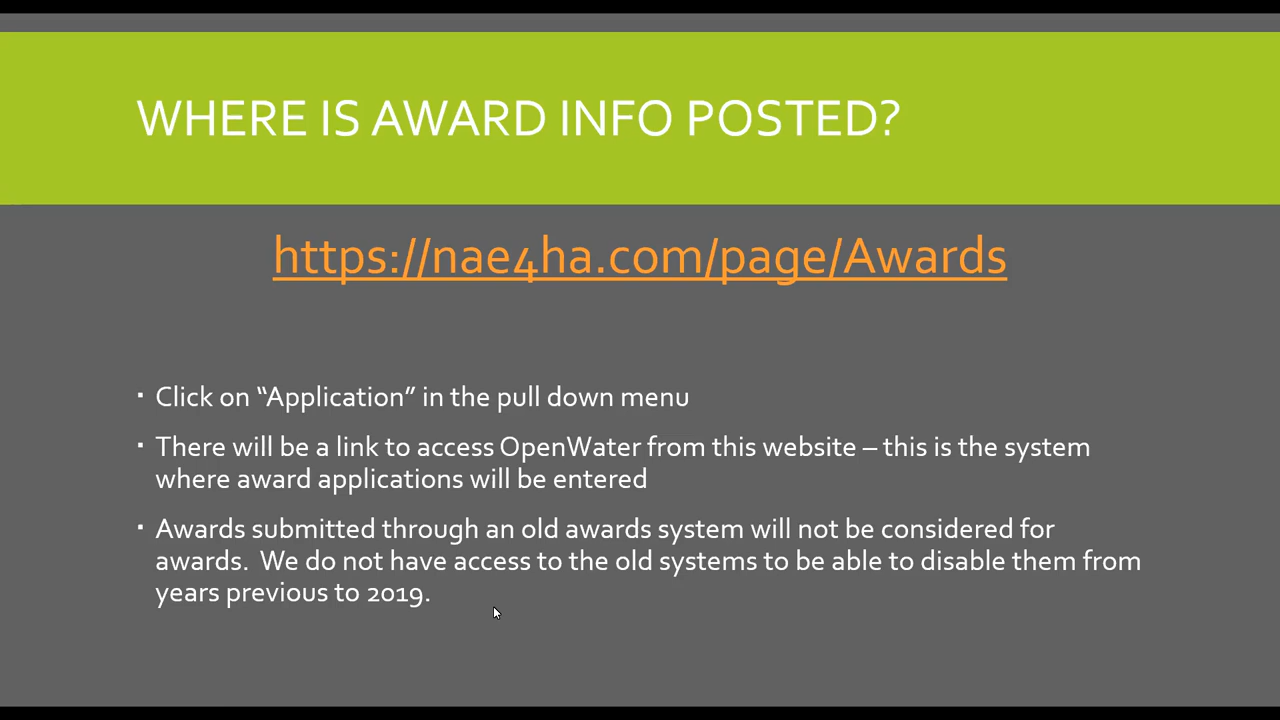 WHERE IS AWARD INFO POSTED?
https://nae4ha.com/page/Awards
▪ Click on “Application” in the pull down menu
▪ There will be a link to access OpenWater from this website – this is the system
where award applications will be entered
▪ Awards submitted through an old awards system will not be considered for
awards.  We do not have access to the old systems to be able to disable them from
years previous to 2019.